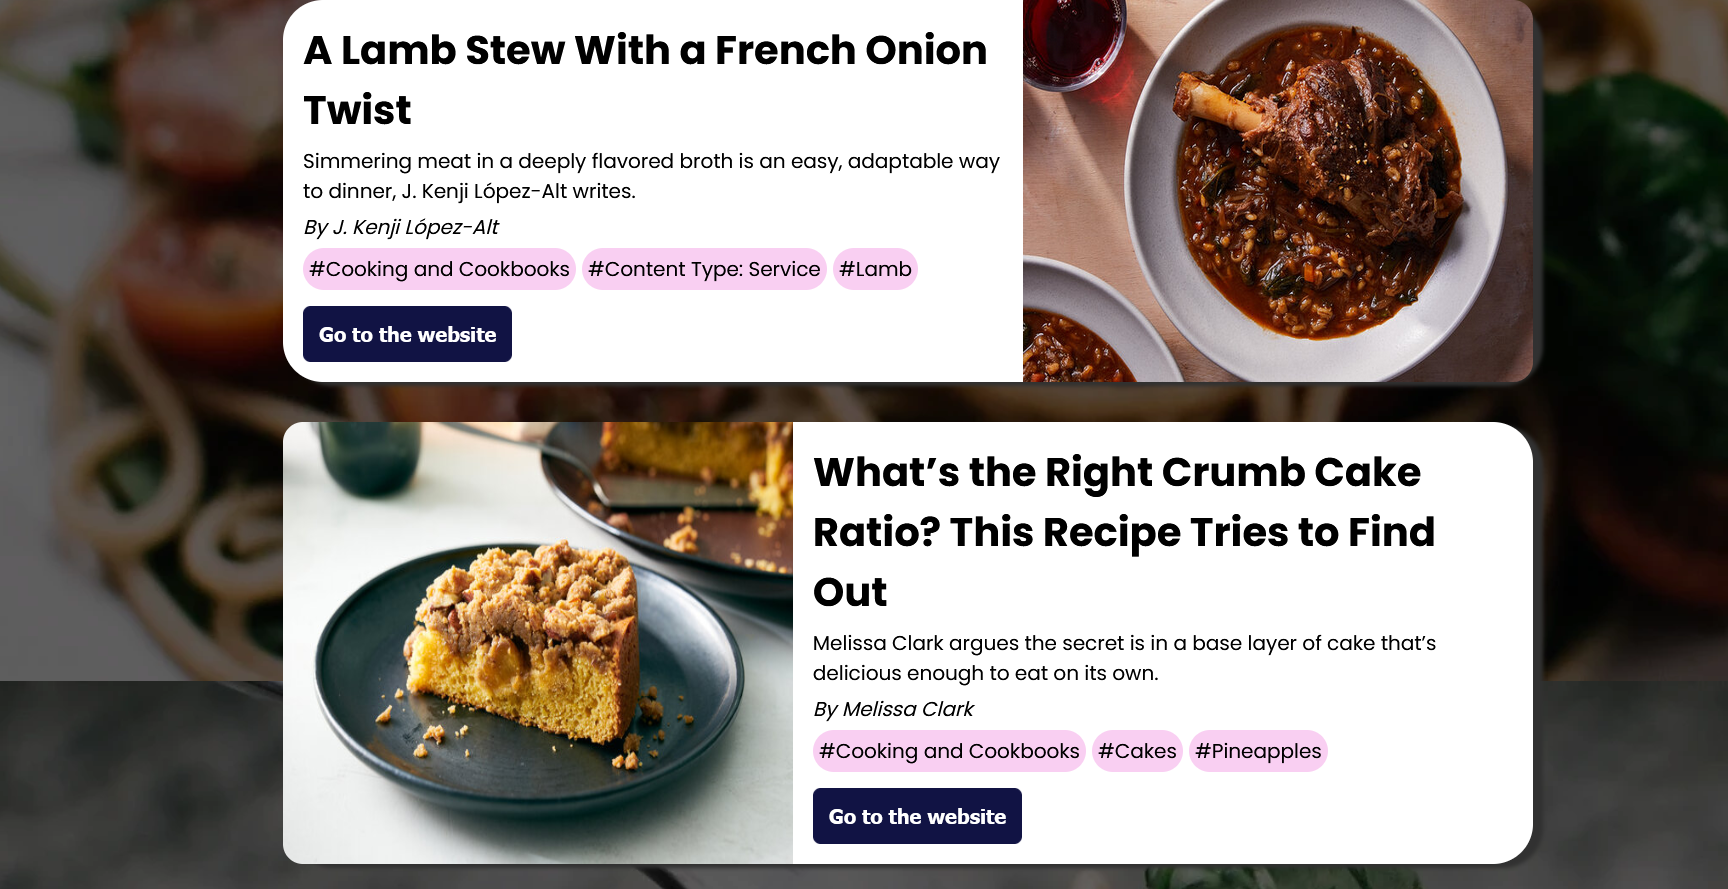 A Lamb Stew With a French Onion
Twist
Simmering meat in a deeply flavored broth is an easy, adaptable way
to dinner, J. Kenji López-Alt writes.
By J. Kenji López-Alt
#Cooking and Cookbooks #Content Type: Service #Lamb
Go to the website
What’s the Right Crumb Cake
Ratio? This Recipe Tries to Find
Out
Melissa Clark argues the secret is in a base layer of cake that’s
delicious enough to eat on its own.
By Melissa Clark
#Cooking and Cookbooks #Cakes #Pineapples
Go to the website